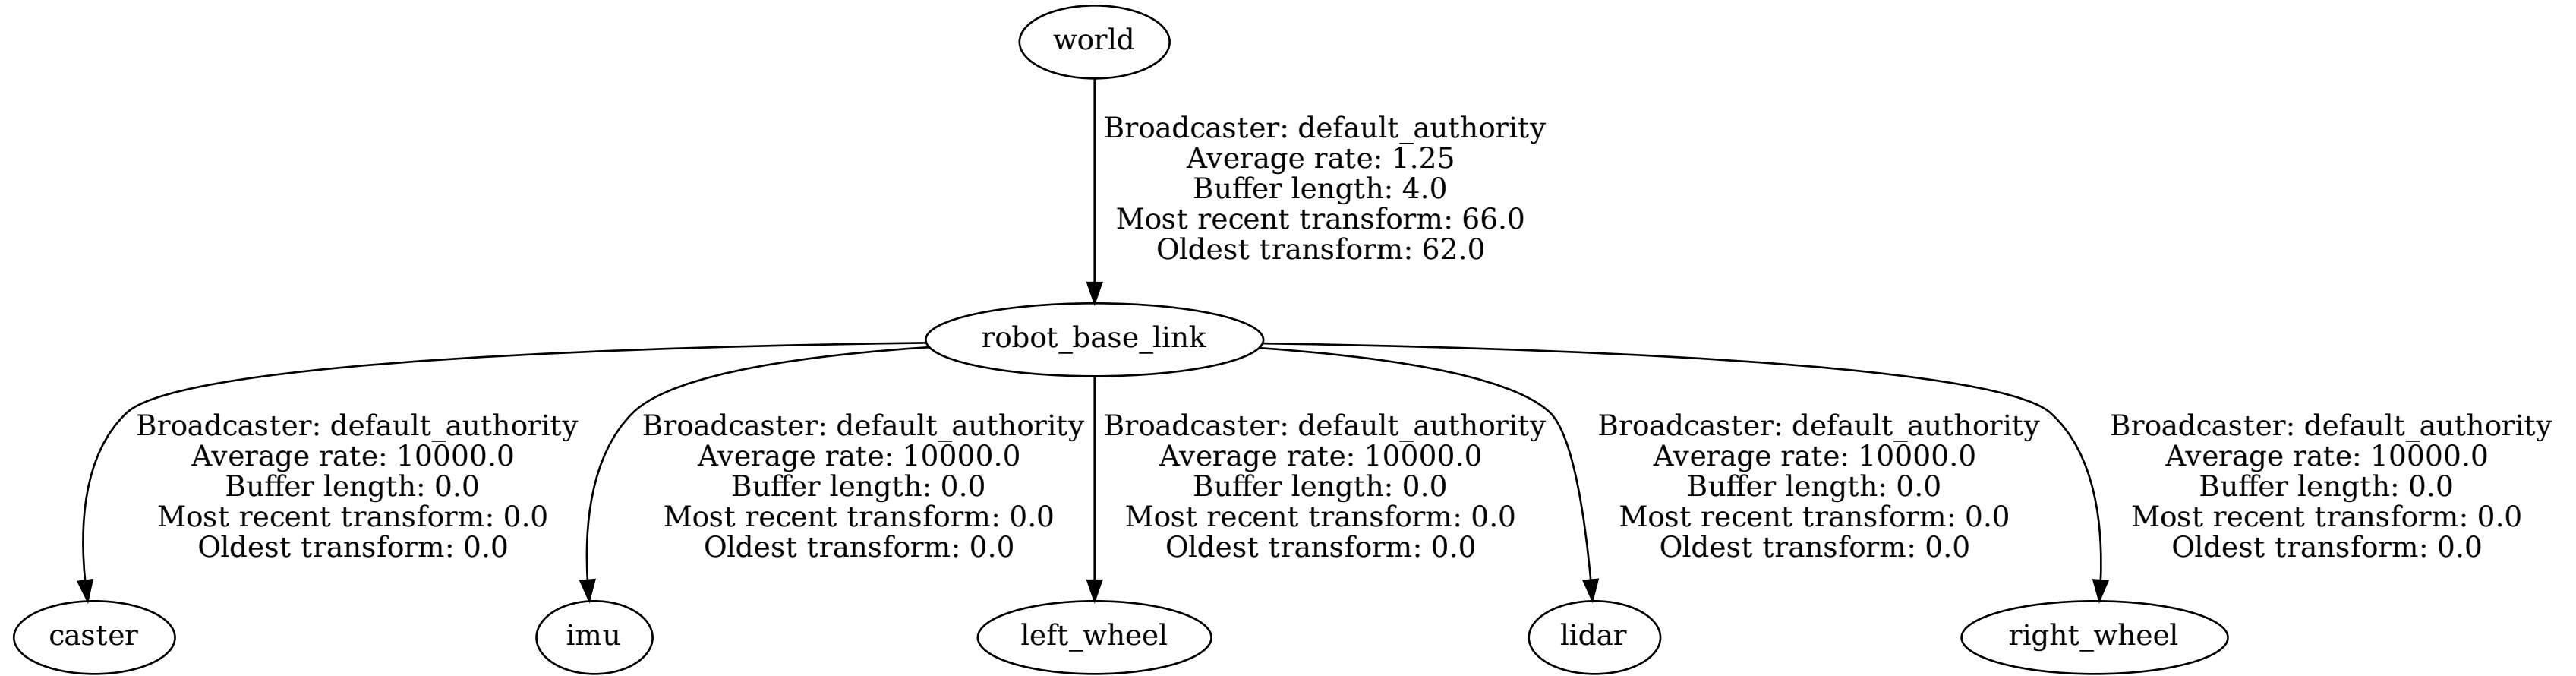 world
Broadcaster: default_authority
Average rate: 1.25
Buffer length: 4.0
Most recent transform: 66.0
Oldest transform: 62.0
robot_base_link
Broadcaster: default_authority
Average rate: 10000.0
Buffer length: 0.0
Most recent transform: 0.0
Oldest transform: 0.0
Broadcaster: default_authority
Average rate: 10000.0
Buffer length: 0.0
Most recent transform: 0.0
Oldest transform: 0.0
Broadcaster: default_authority
Average rate: 10000.0
Buffer length: 0.0
Most recent transform: 0.0
Oldest transform: 0.0
Broadcaster: default_authority
Average rate: 10000.0
Buffer length: 0.0
Most recent transform: 0.0
Oldest transform: 0.0
Broadcaster: default_authority
Average rate: 10000.0
Buffer length: 0.0
Most recent transform: 0.0
Oldest transform: 0.0
caster
imu
left_wheel
lidar
right_wheel